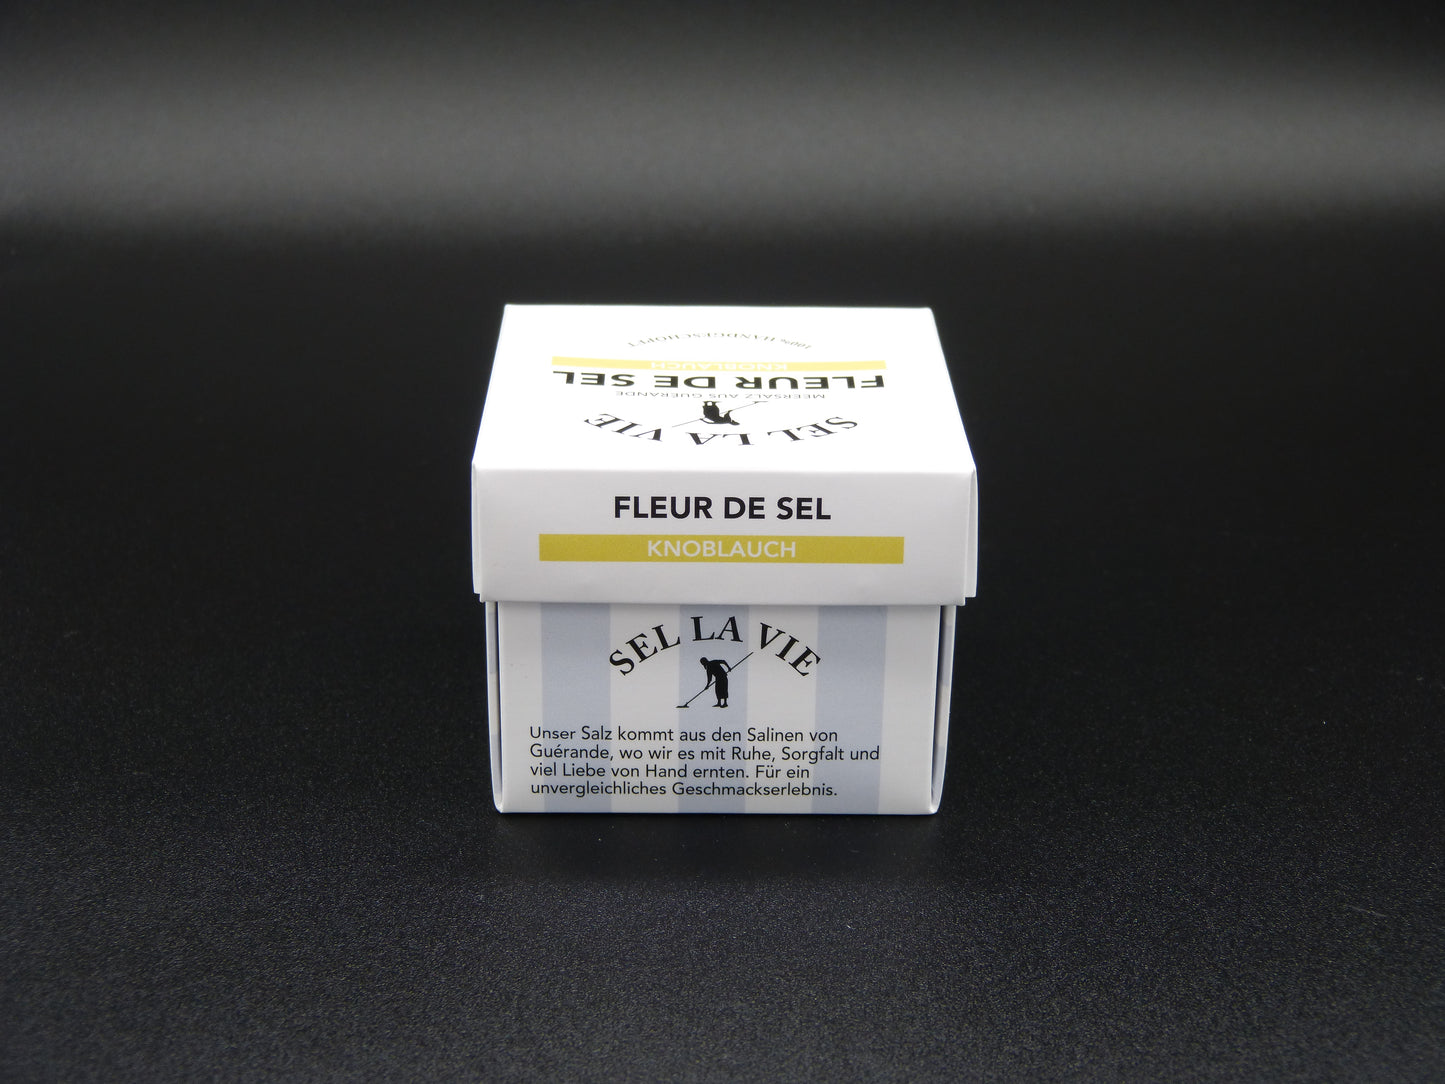 SEL LA VIE
MEERSALZ AUS GUÉRANDE
FLEUR DE SEL
KNOBLAUCH
100% HANDGESCHÖPFT
FLEUR DE SEL
KNOBLAUCH
SEL LA VIE
Unser Salz kommt aus den Salinen von
Guérande, wo wir es mit Ruhe, Sorgfalt und
viel Liebe von Hand ernten. Für ein
unvergleichliches Geschmackserlebnis.